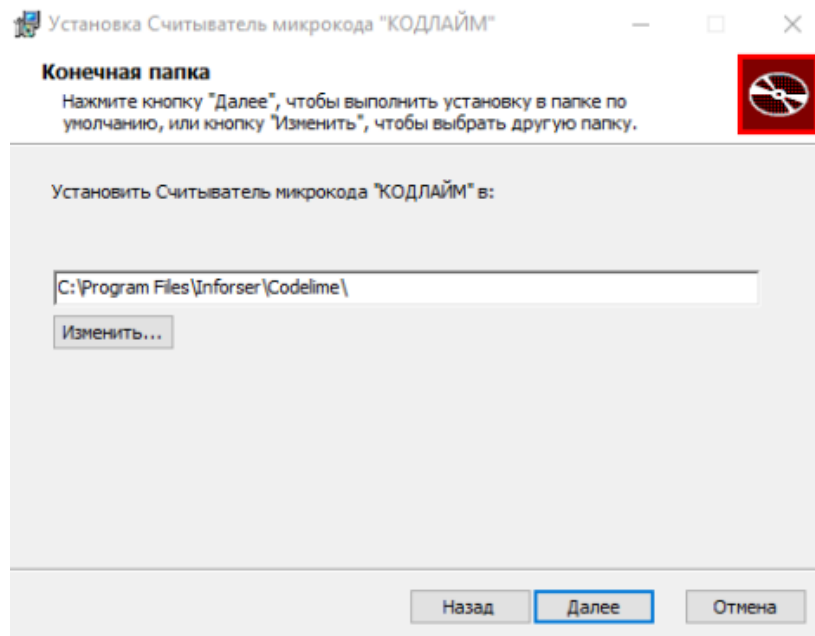 Установка Считыватель микрокода "КОДЛАЙМ"
Конечная папка
Нажмите кнопку "Далее", чтобы выполнить установку в папке по
умолчанию, или кнопку "Изменить", чтобы выбрать другую папку.
Установить Считыватель микрокода "КОДЛАЙМ" в:
C:\Program Files\Inforser\Codelime\
Изменить...
Назад Далее Отмена